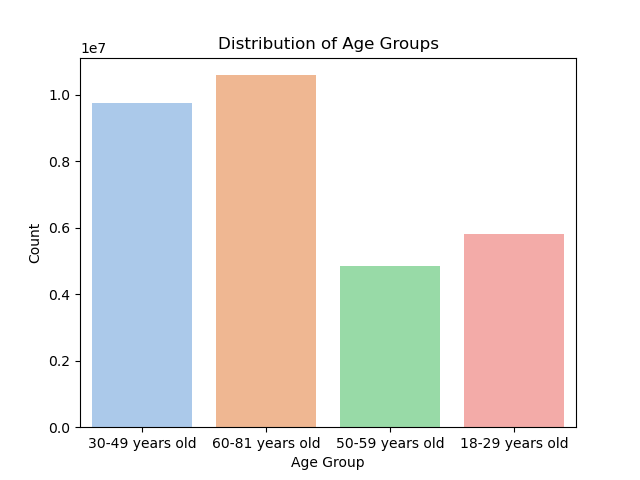 Distribution of Age Groups
1e7
1.0
0.8
0.6
0.4
0.2
0.0
Count
30-49 years old 60-81 years old 50-59 years old 18-29 years old
Age Group